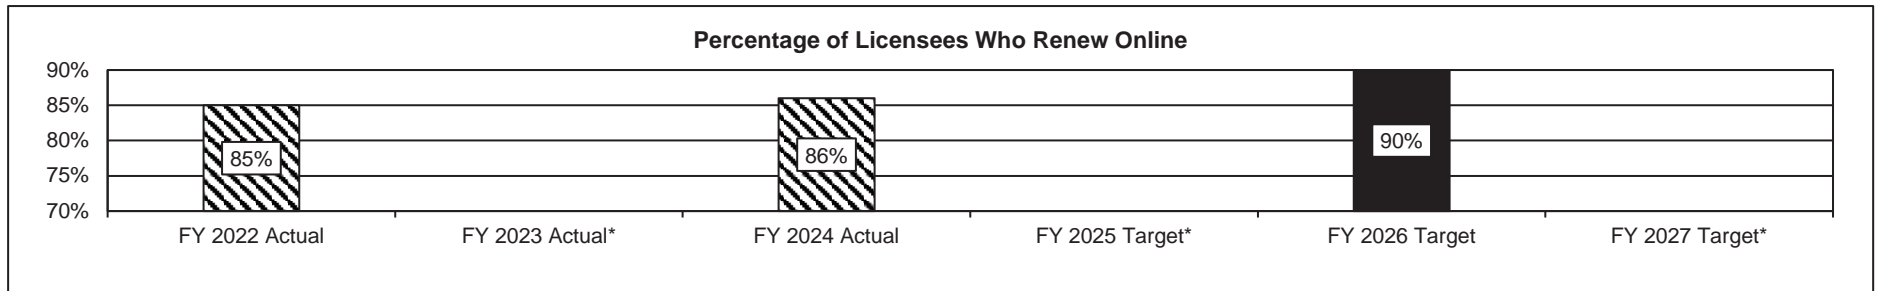 Percentage of Licensees Who Renew Online
90%
85%
80%
75%
70%
85%
86%
90%
FY 2022 Actual
FY 2023 Actual*
FY 2024 Actual
FY 2025 Target*
FY 2026 Target
FY 2027 Target*